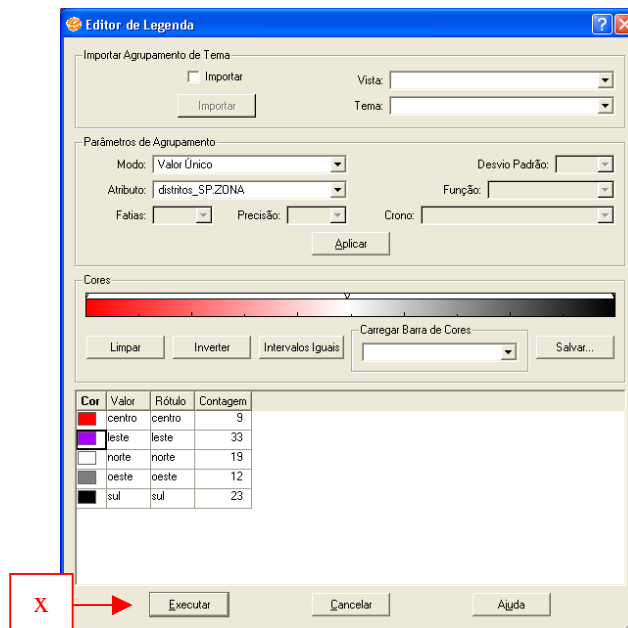 Editor de Legenda
Importar Agrupamento de Tema
Importar
Vista:
Importar
Tema:
Parâmetros de Agrupamento
Modo: Valor Único
Desvio Padrão:
Atributo: distritos_SP.ZONA
Função:
Fatias:
Precisão:
Crono:
Aplicar
Cores
Limpar
Inverter
Intervalos Iguais
Carregar Barra de Cores
Salvar...
Cor Valor Rótulo Contagem
centro centro 9
leste leste 33
norte norte 19
oeste oeste 12
sul sul 23
x
Executar
Cancelar
Ajuda